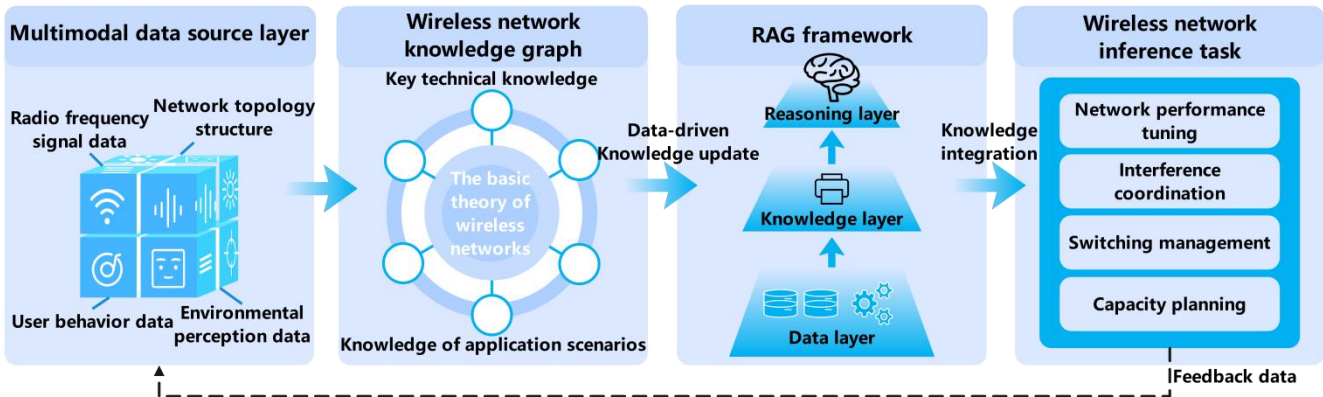 Multimodal data source layer
Radio frequency
signal data
Network topology
structure
User behavior data
Environmental
perception data
Wireless network
knowledge graph
Key technical knowledge
The basic
theory of
wireless
networks
Knowledge of application scenarios
Data-driven
Knowledge update
RAG framework
Reasoning layer
Knowledge layer
Data layer
Knowledge
integration
Wireless network
inference task
Network performance
tuning
Interference
coordination
Switching management
Capacity planning
Feedback data